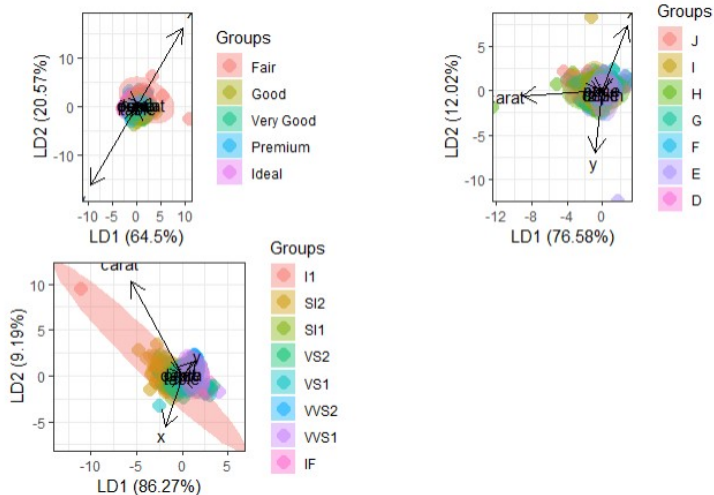 Groups
Fair
Good
Very Good
Premium
Ideal
LD2 (20.57%)
10
0
-10
-10 -5 0 5 10
LD1 (64.5%)
J
I
H
G
F
E
D
LD2 (12.02%)
5
0
-5
-10
arat
y
-12 -8 -4 0
LD1 (76.58%)
Groups
I1
SI2
SI1
VS2
VS1
VVS2
VVS1
IF
LD2 (9.19%)
10
5
0
-5
carat
y
x
-10 -5 0 5
LD1 (86.27%)